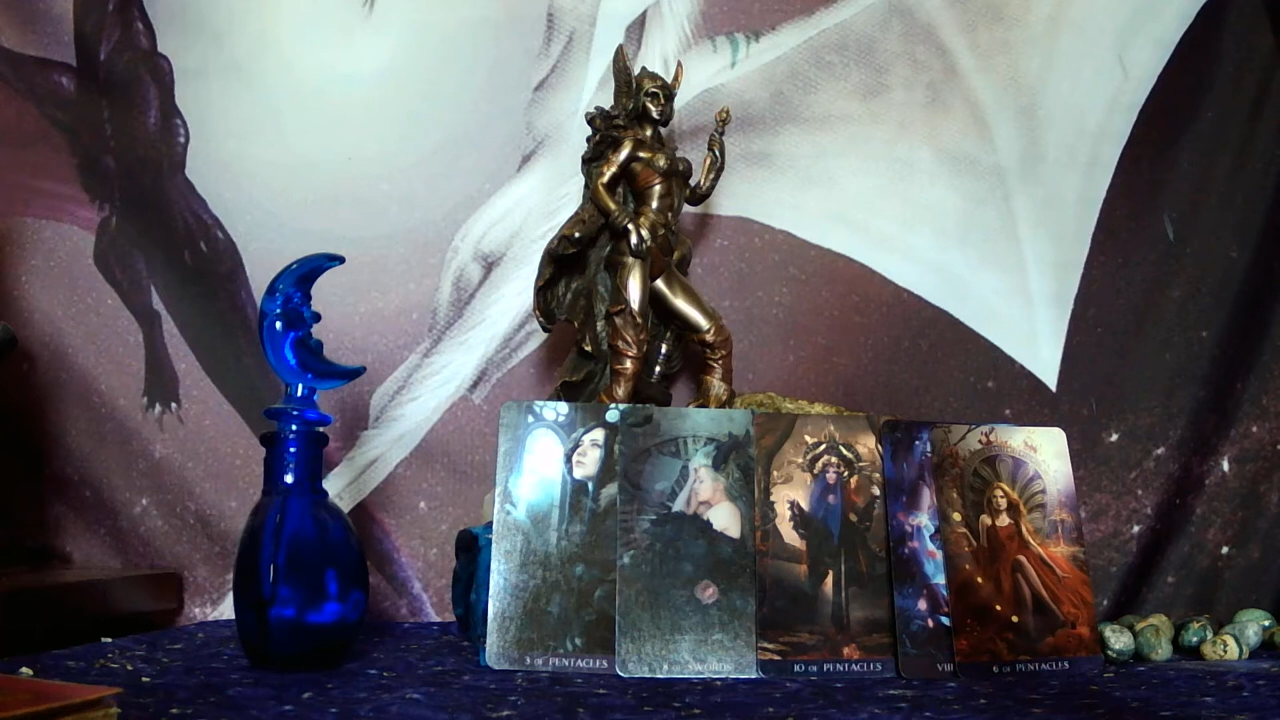 3 OF PENTACLES
8 OF SWORDS
10 OF PENTACLES
VIII
6 OF PENTACLES